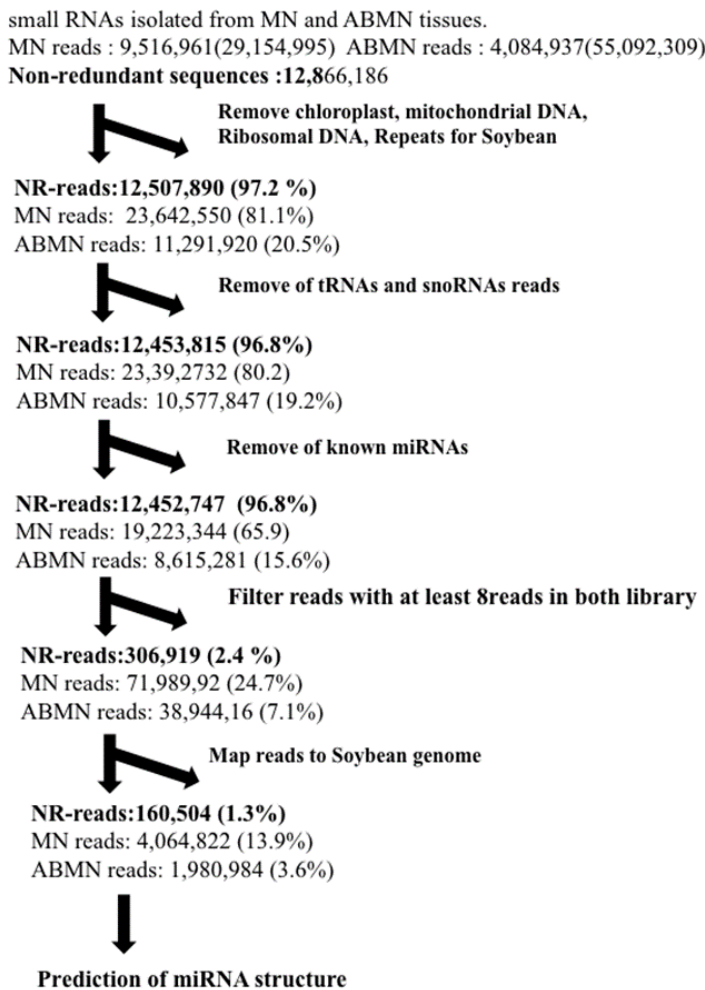 small RNAs isolated from MN and ABMN tissues.
MN reads : 9,516,961(29,154,995)  ABMN reads : 4,084,937(55,092,309)
Non-redundant sequences :12,866,186
Remove chloroplast, mitochondrial DNA,
Ribosomal DNA, Repeats for Soybean
NR-reads:12,507,890 (97.2 %)
MN reads:  23,642,550 (81.1%)
ABMN reads: 11,291,920 (20.5%)
Remove of tRNAs and snoRNAs reads
NR-reads:12,453,815 (96.8%)
MN reads: 23,39,2732 (80.2)
ABMN reads: 10,577,847 (19.2%)
Remove of known miRNAs
NR-reads:12,452,747  (96.8%)
MN reads: 19,223,344 (65.9)
ABMN reads: 8,615,281 (15.6%)
Filter reads with at least 8reads in both library
NR-reads:306,919 (2.4 %)
MN reads: 71,989,92 (24.7%)
ABMN reads: 38,944,16 (7.1%)
Map reads to Soybean genome
NR-reads:160,504 (1.3%)
MN reads: 4,064,822 (13.9%)
ABMN reads: 1,980,984 (3.6%)
Prediction of miRNA structure